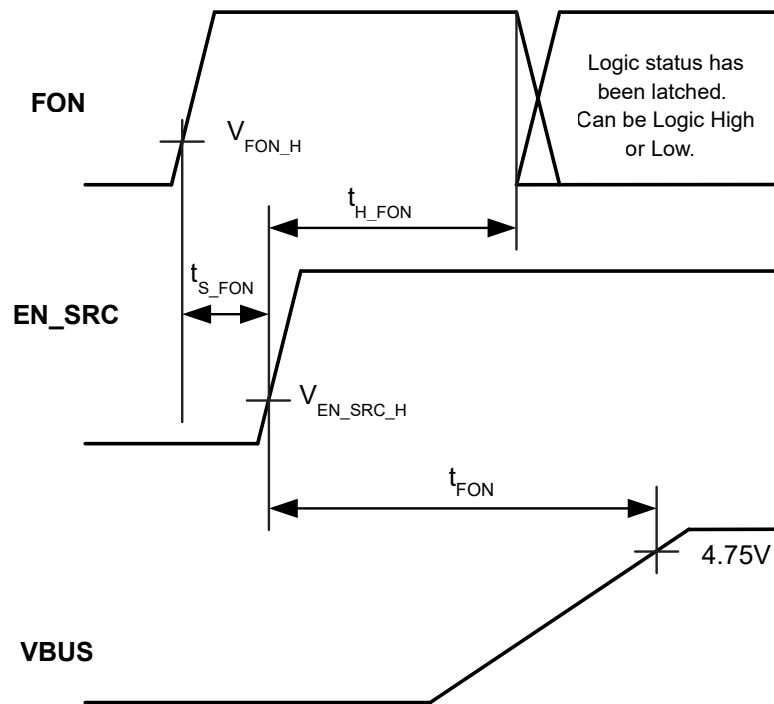 Logic status has
been latched.
Can be Logic High
or Low.
FON
V_FON_H
t_H_FON
t_S_FON
EN_SRC
V_EN_SRC_H
t_FON
4.75V
VBUS